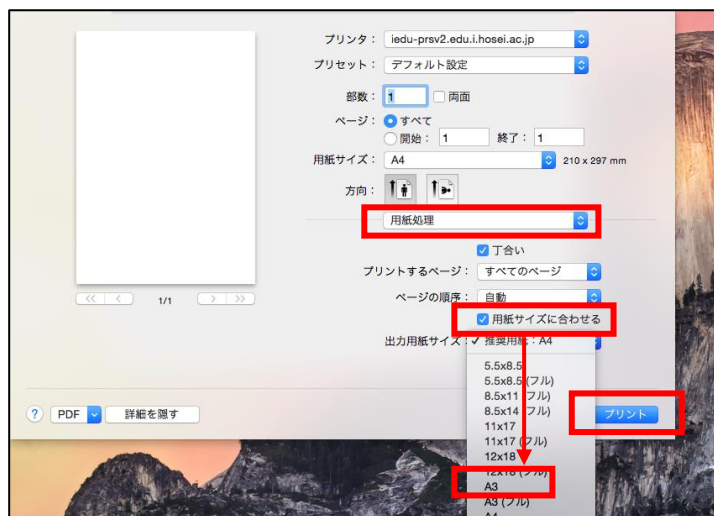 プリンタ： iedu-prsv2.edu.i.hosei.ac.jp
プリセット： デフォルト設定
部数： 1 両面
ページ： すべて
開始： 1 終了： 1
用紙サイズ： A4 210 x 297 mm
方向：
用紙処理
丁合い
プリントするページ： すべてのページ
ページの順序： 自動
用紙サイズに合わせる
出力用紙サイズ： ✓ 推奨用紙：A4
<< < 1/1 > >>
5.5x8.5
5.5x8.5 (フル)
8.5x11 (フル)
8.5x14 (フル)
11x17
11x17 (フル)
12x18
12x18 (フル)
A3
A3 (フル)
A4
? PDF 詳細を隠す プリント